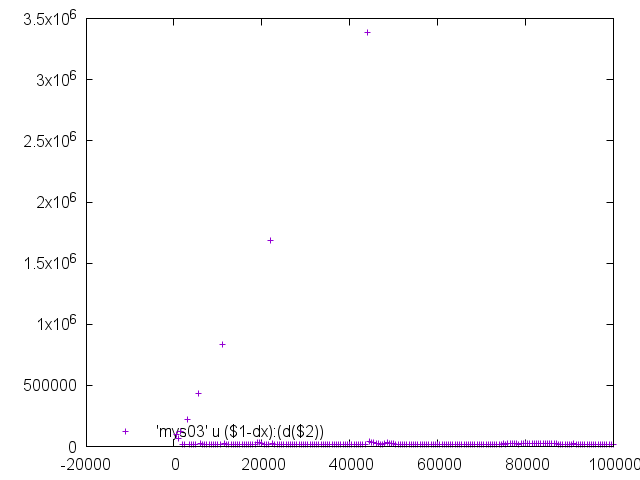 3.5x10⁶
3x10⁶
2.5x10⁶
2x10⁶
1.5x10⁶
1x10⁶
500000
0
'mys03' u ($1-dx):(d($2))
-20000 0 20000 40000 60000 80000 100000